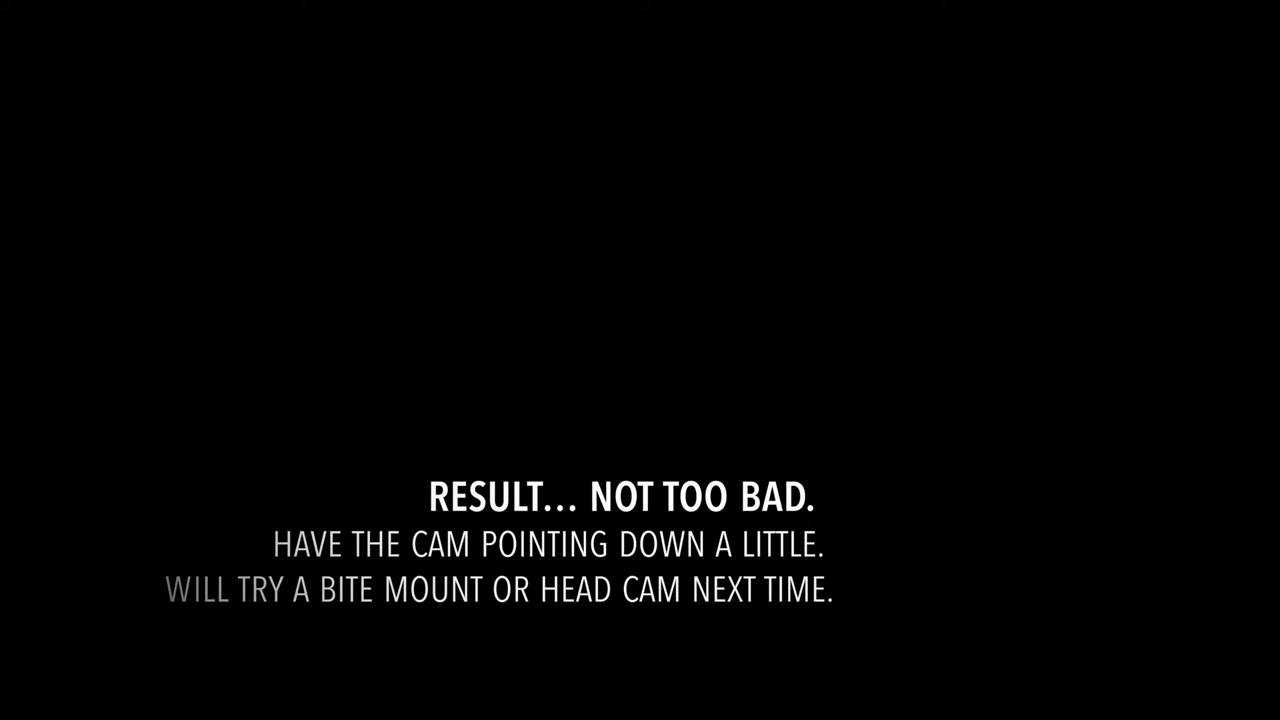 RESULT... NOT TOO BAD.
HAVE THE CAM POINTING DOWN A LITTLE.
WILL TRY A BITE MOUNT OR HEAD CAM NEXT TIME.